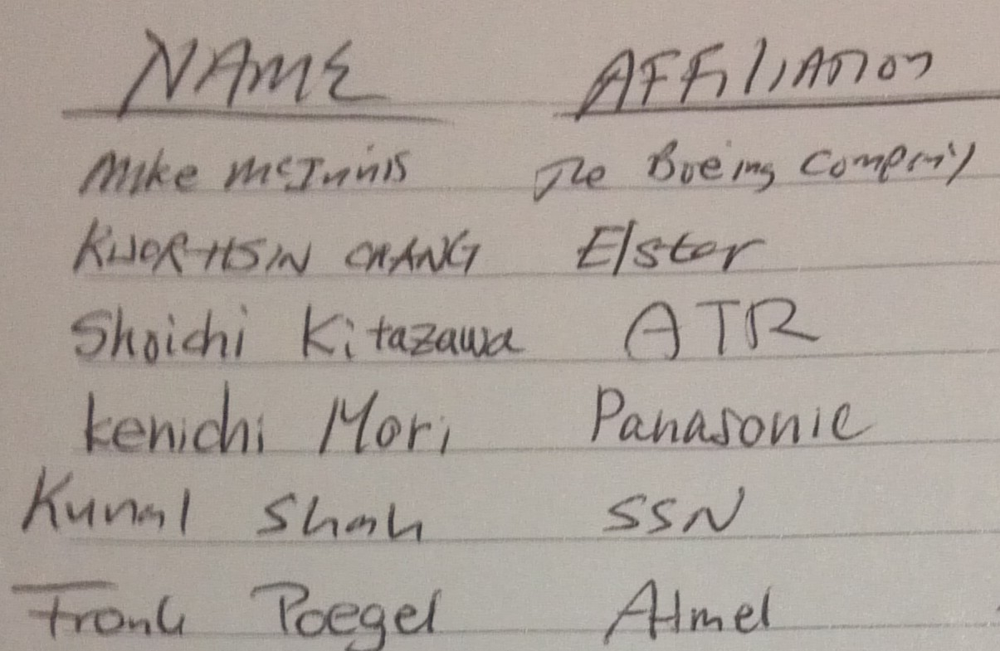 NAME AFFiliATion
Mike McInnis The Boeing Company
KUOR-HSIN CHANG Elster
Shoichi Kitazawa ATR
Kenichi Mori Panasonic
Kunal Shah SSN
Frank Poegel Atmel